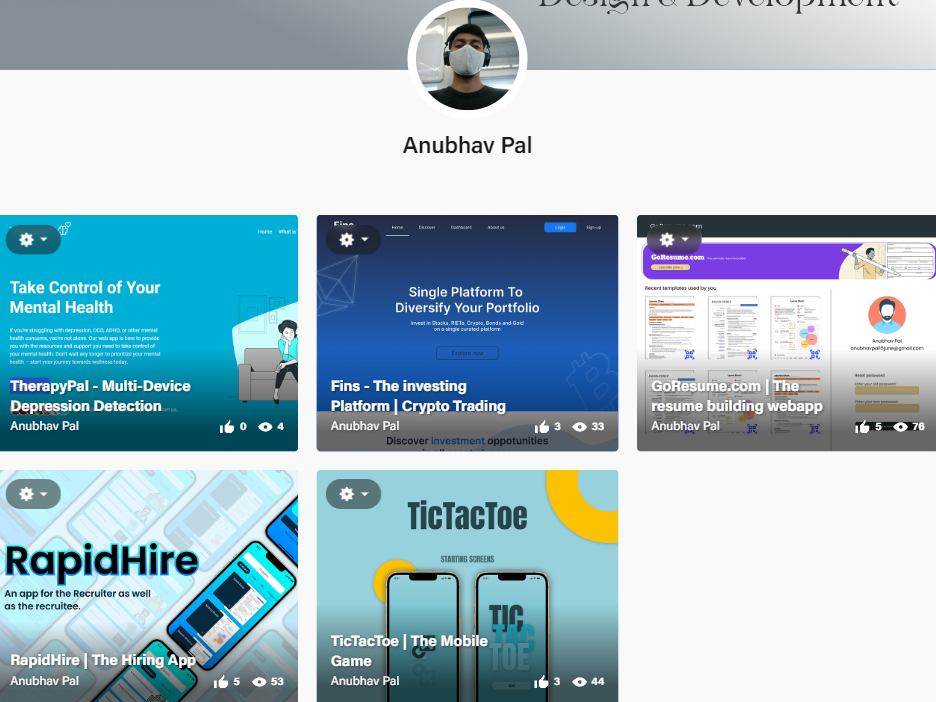 Design & Development
Anubhav Pal
Home What is
Take Control of Your
Mental Health
If you're struggling with depression, OCD, ADHD, or other mental
health concerns, you're not alone. Our web app is here to provide
you with the resources and support you need to take control of
your mental health. Don't wait any longer to prioritize your mental
health - start your journey towards wellness today.
TherapyPal - Multi-Device
Depression Detection
Anubhav Pal
0 4
Fins
Home Discover Dashboard About us Login Sign up
Single Platform To
Diversify Your Portfolio
Invest in Stocks, REITs, Crypto, Bonds and Gold
on a single curated platform
Explore now
Fins - The investing
Platform | Crypto Trading
Anubhav Pal
3 33
Discover investment oppotunities
GoResume.com
GoResume.com
Recent templates used by you
Anubhav Pal
anubhavpal15june@gmail.com
Reset password
GoResume.com | The
resume building webapp
Anubhav Pal
5 76
RapidHire
An app for the Recruiter as well
as the recruitee.
RapidHire | The Hiring App
Anubhav Pal
5 53
TicTacToe
STARTING SCREENS
TIC
TAC
TOE
TicTacToe | The Mobile
Game
Anubhav Pal
3 44